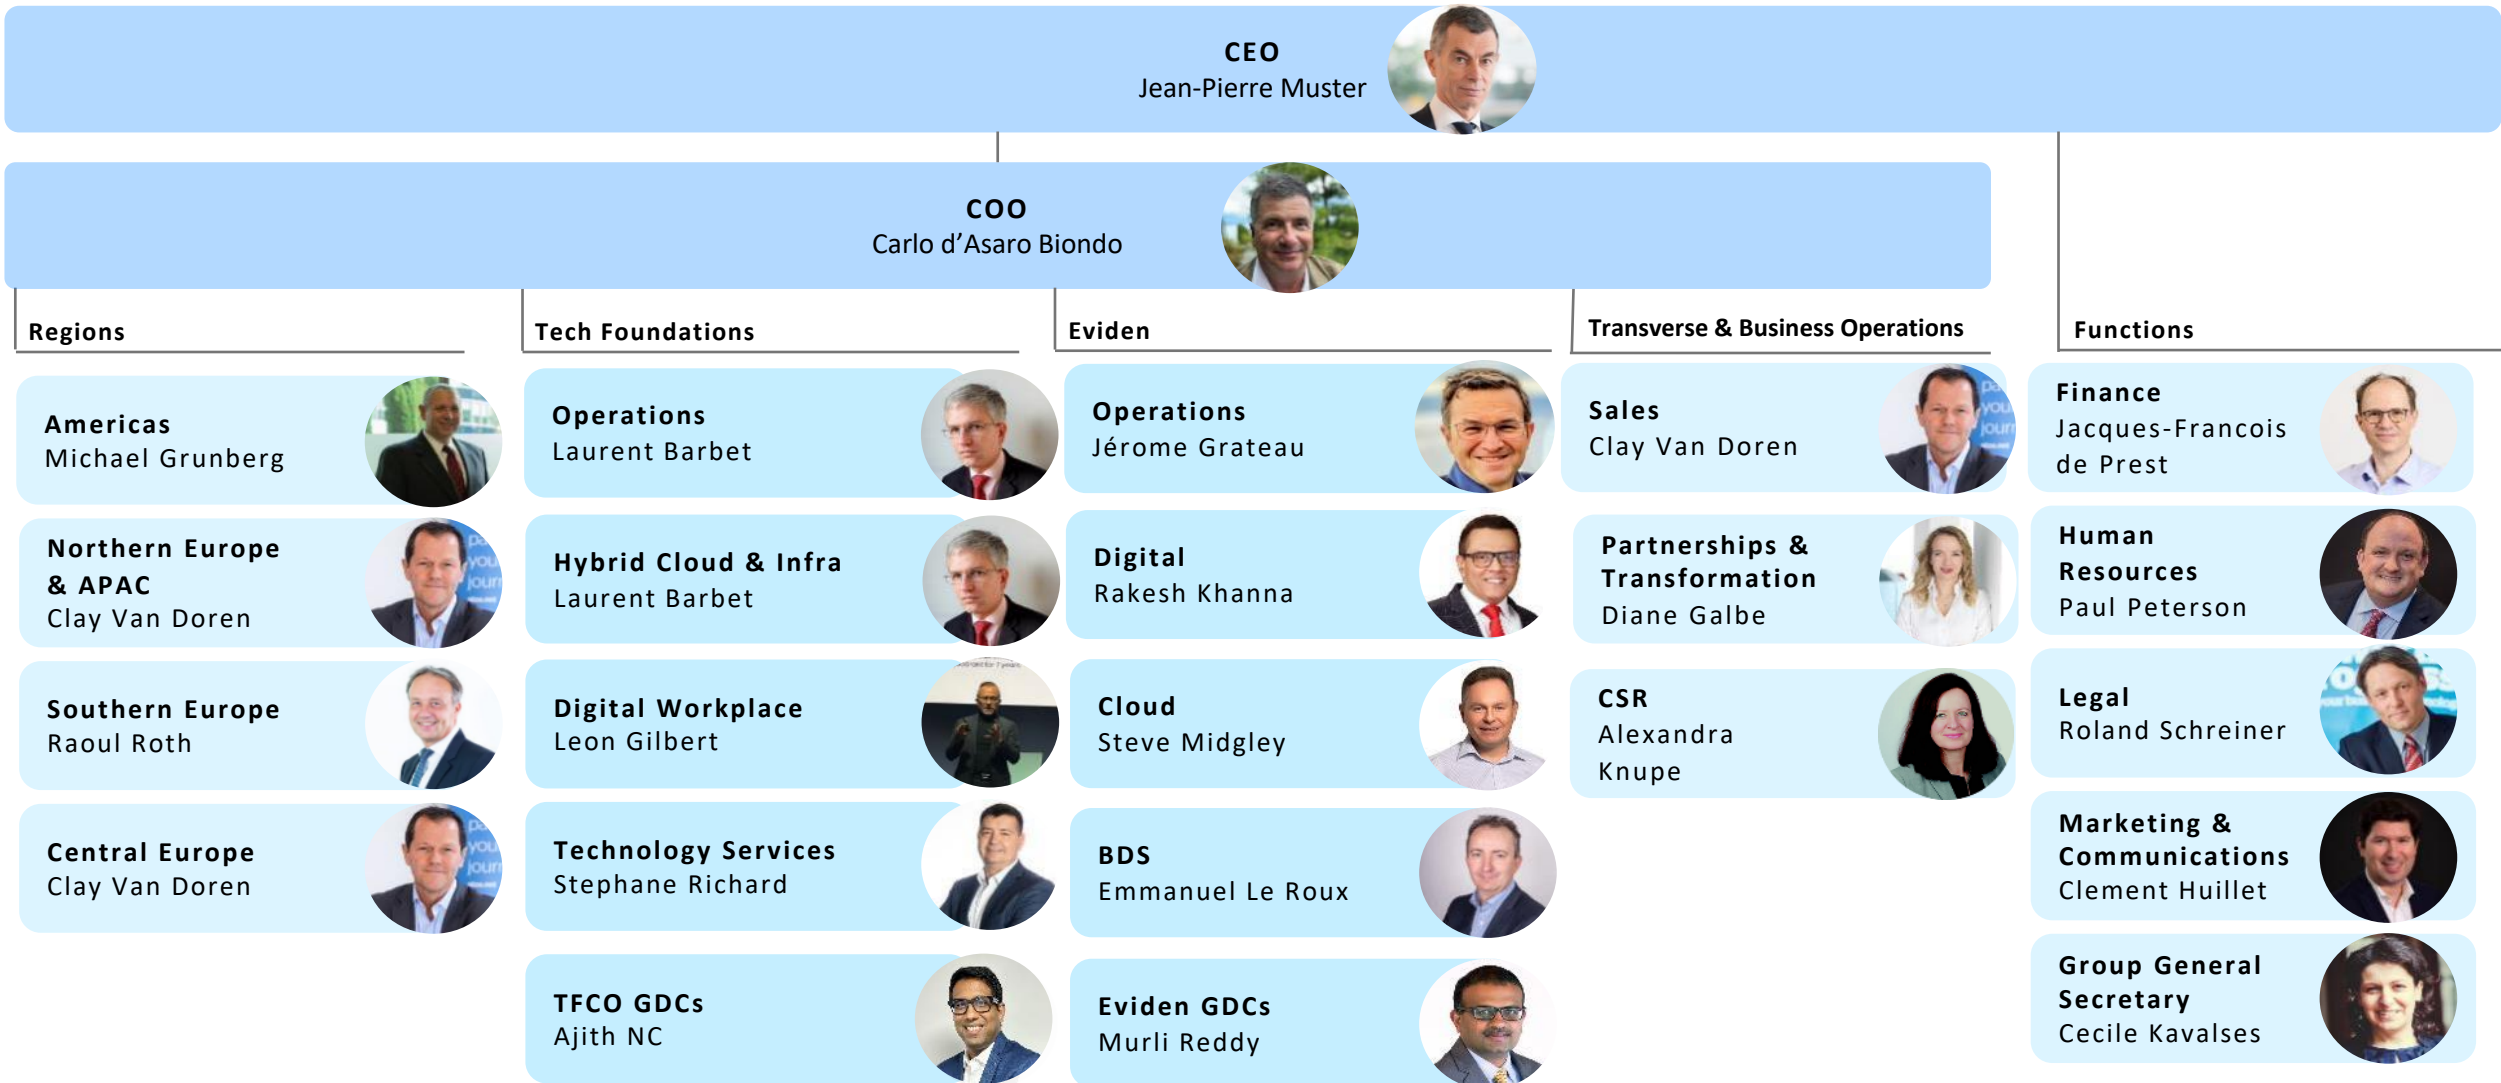 CEO
Jean-Pierre Muster
COO
Carlo d’Asaro Biondo
Regions
Americas
Michael Grunberg
Northern Europe
& APAC
Clay Van Doren
Southern Europe
Raoul Roth
Central Europe
Clay Van Doren
Tech Foundations
Operations
Laurent Barbet
Hybrid Cloud & Infra
Laurent Barbet
Digital Workplace
Leon Gilbert
Technology Services
Stephane Richard
TFCO GDCs
Ajith NC
Eviden
Operations
Jérome Grateau
Digital
Rakesh Khanna
Cloud
Steve Midgley
BDS
Emmanuel Le Roux
Eviden GDCs
Murli Reddy
Transverse & Business Operations
Sales
Clay Van Doren
Partnerships &
Transformation
Diane Galbe
CSR
Alexandra
Knupe
Functions
Finance
Jacques-Francois
de Prest
Human
Resources
Paul Peterson
Legal
Roland Schreiner
Marketing &
Communications
Clement Huillet
Group General
Secretary
Cecile Kavalses